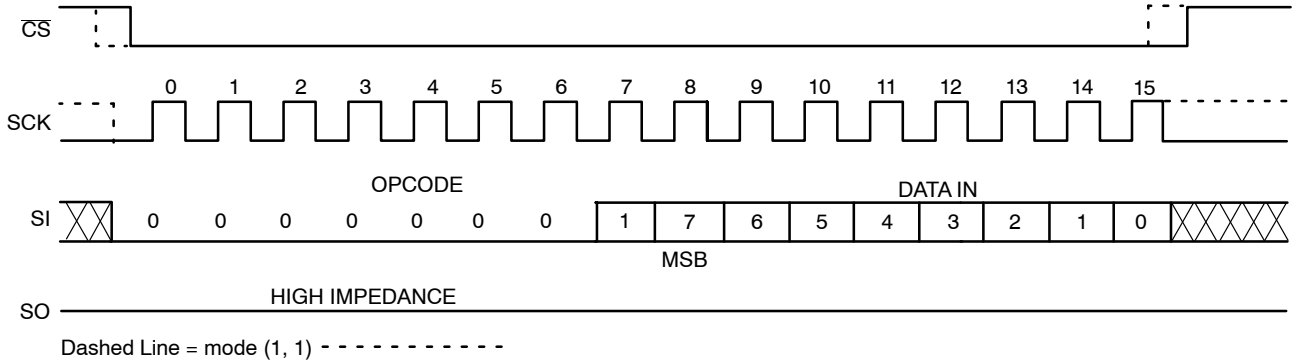 CS
0 1 2 3 4 5 6 7 8 9 10 11 12 13 14 15
SCK
OPCODE DATA IN
SI 0 0 0 0 0 0 0 1 7 6 5 4 3 2 1 0
MSB
HIGH IMPEDANCE
SO
Dashed Line = mode (1, 1)